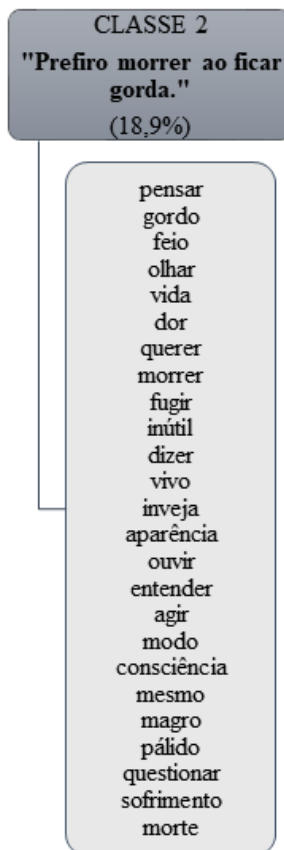 CLASSE 2
"Prefiro morrer ao ficar
gorda."
(18,9%)
pensar
gordo
feio
olhar
vida
dor
querer
morrer
fugir
inútil
dizer
vivo
inveja
aparência
ouvir
entender
agir
modo
consciência
mesmo
magro
pálido
questionar
sofrimento
morte